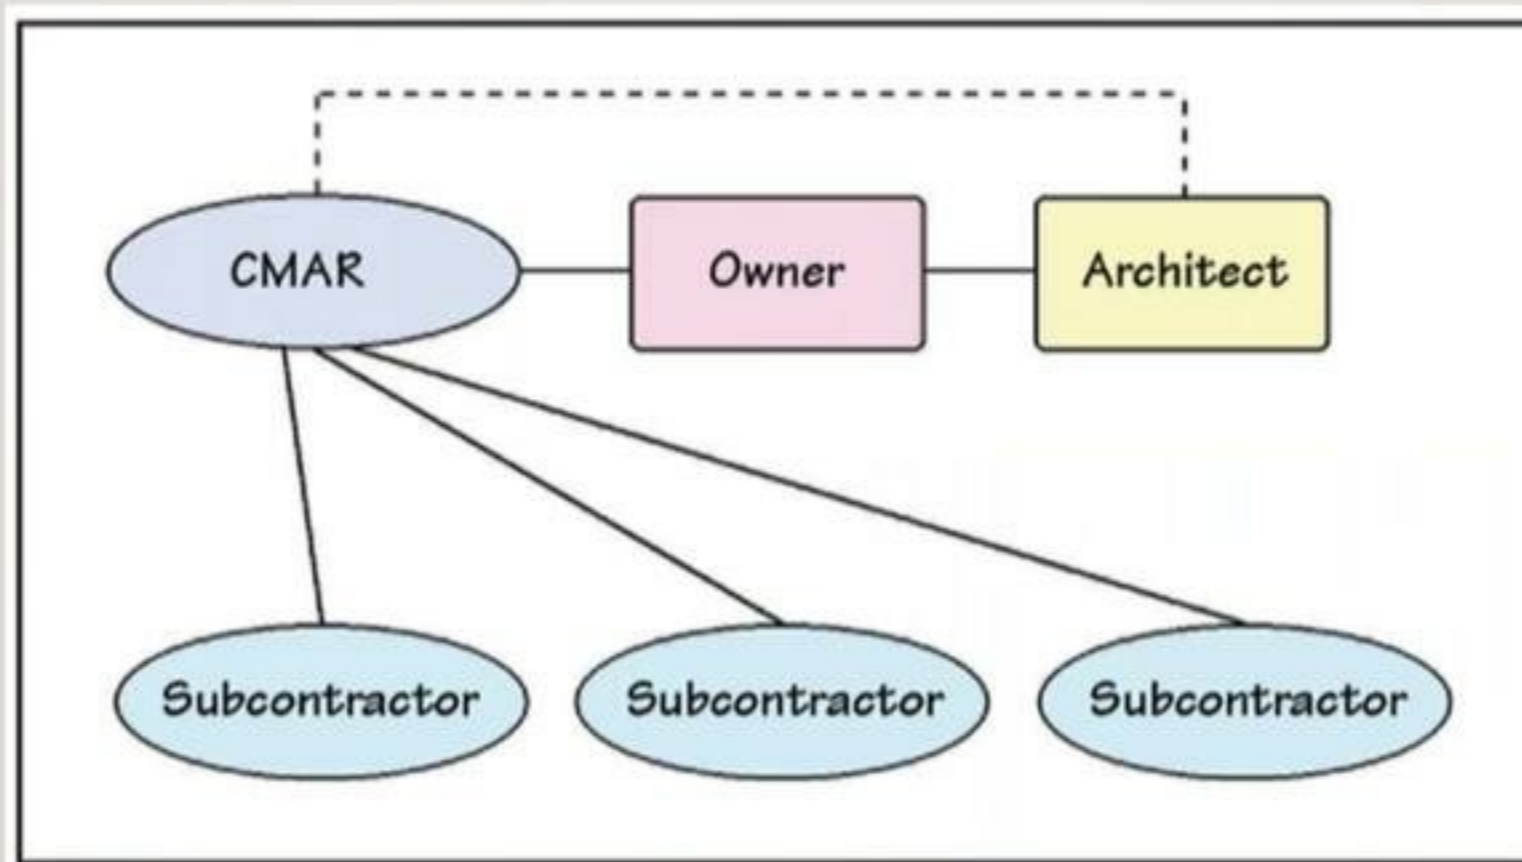 CMAR
Owner
Architect
Subcontractor
Subcontractor
Subcontractor